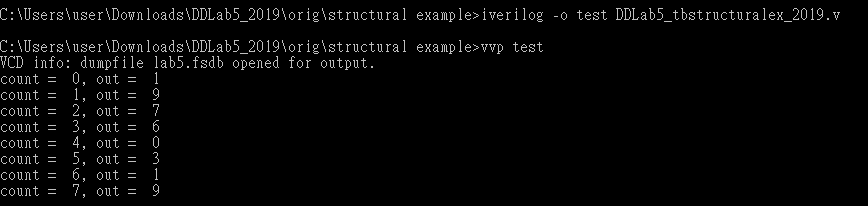 C:\Users\user\Downloads\DDLab5_2019\orig\structural example>iverilog -o test DDLab5_tbstructuralex_2019.v
C:\Users\user\Downloads\DDLab5_2019\orig\structural example>vvp test
VCD info: dumpfile lab5.fsdb opened for output.
count =  0, out =  1
count =  1, out =  9
count =  2, out =  7
count =  3, out =  6
count =  4, out =  0
count =  5, out =  3
count =  6, out =  1
count =  7, out =  9